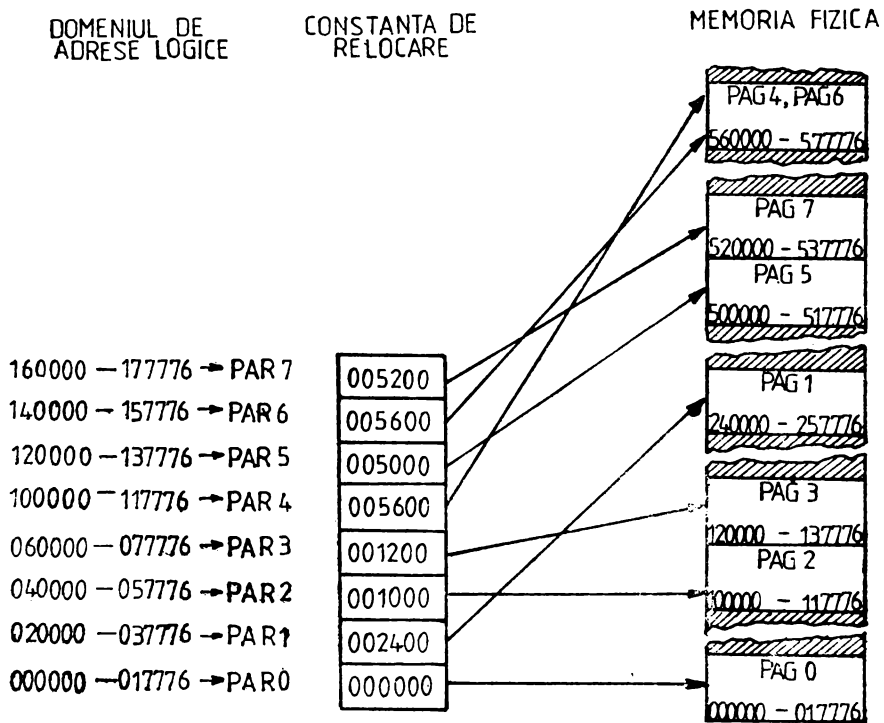 DOMENIUL DE
ADRESE LOGICE
CONSTANTA DE
RELOCARE
MEMORIA FIZICA
PAG 4, PAG 6
560000 - 577776
PAG 7
520000 - 537776
PAG 5
500000 - 517776
PAG 1
240000 - 257776
PAG 3
120000 - 137776
PAG 2
100000 - 117776
PAG 0
000000 - 017776
160000 - 177776 → PAR 7
005200
140000 - 157776 → PAR 6
005600
120000 - 137776 → PAR 5
005000
100000 - 117776 → PAR 4
005600
060000 - 077776 → PAR 3
001200
040000 - 057776 → PAR 2
001000
020000 - 037776 → PAR 1
002400
000000 - 017776 → PAR 0
000000